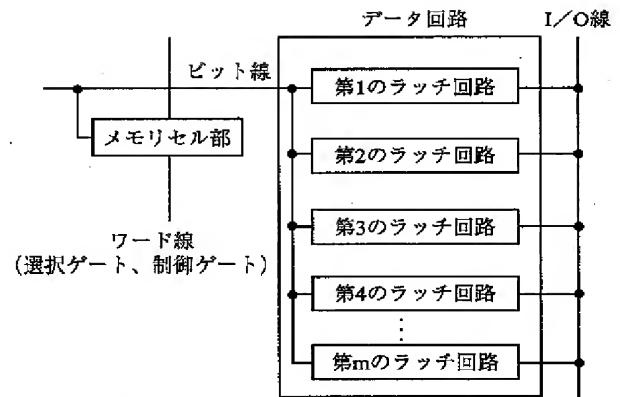 データ回路
I/O線
ビット線
第1のラッチ回路
メモリセル部
第2のラッチ回路
第3のラッチ回路
ワード線
(選択ゲート、制御ゲート)
第4のラッチ回路
⋮
第mのラッチ回路